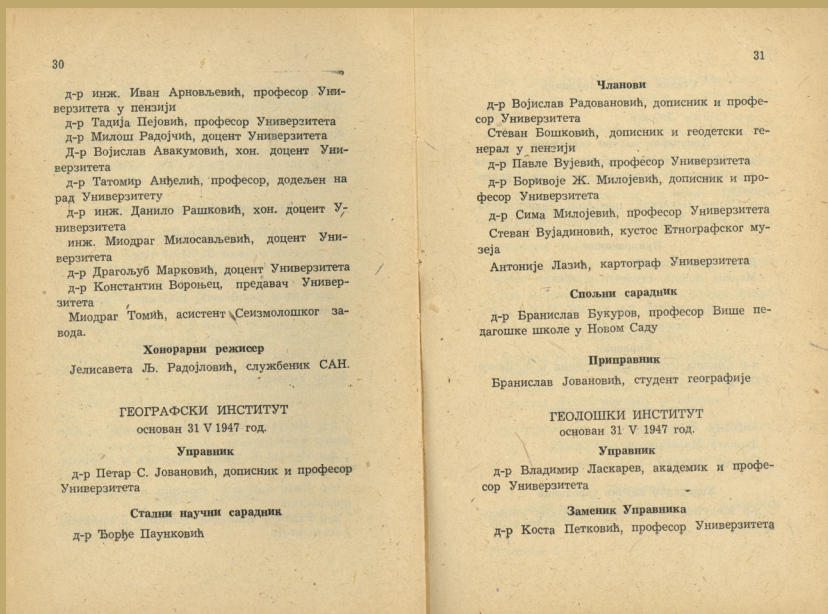 30
д-р инж. Иван Арновљевић, професор Уни-
верзитета у пензији
д-р Тадија Пејовић, професор Универзитета
д-р Милош Радојчић, доцент Универзитета
Д-р Војислав Авакумовић, хон. доцент Уни-
верзитета
д-р Татомир Анђелић, професор, додељен на
рад Универзитету
д-р инж. Данило Рашковић, хон. доцент У-
ниверзитета
инж. Миодраг Милосављевић, доцент Уни-
верзитета
д-р Драгољуб Марковић, доцент Универзитета
д-р Константин Вороњец, предавач Универ-
зитета
Миодраг Томић, асистент Сеизмолошког за-
вода.
Хонорарни режисер
Јелисавета Љ. Радојловић, службеник САН.
ГЕОГРАФСКИ ИНСТИТУТ
основан 31 V 1947 год.
Управник
д-р Петар С. Јовановић, дописник и професор
Универзитета
Стални научни сарадник
д-р Ђорђе Паунковић
31
Чланови
д-р Војислав Радовановић, дописник и профе-
сор Универзитета
Стеван Бошковић, дописник и геодетски ге-
нерал у пензији
д-р Павле Вујевић, професор Универзитета
д-р Боривоје Ж. Милојевић, дописник и про-
фесор Универзитета
д-р Сима Милојевић, професор Универзитета
Стеван Вујадиновић, кустос Етнографског му-
зеја
Антоније Лазић, картограф Универзитета
Спољни сарадник
д-р Бранислав Букуров, професор Више пе-
дагошке школе у Новом Саду
Приправник
Бранислав Јовановић, студент географије
ГЕОЛОШКИ ИНСТИТУТ
основан 31 V 1947 год.
Управник
д-р Владимир Ласкарев, академик и профе-
сор Универзитета
Заменик Управника
д-р Коста Петковић, професор Универзитета